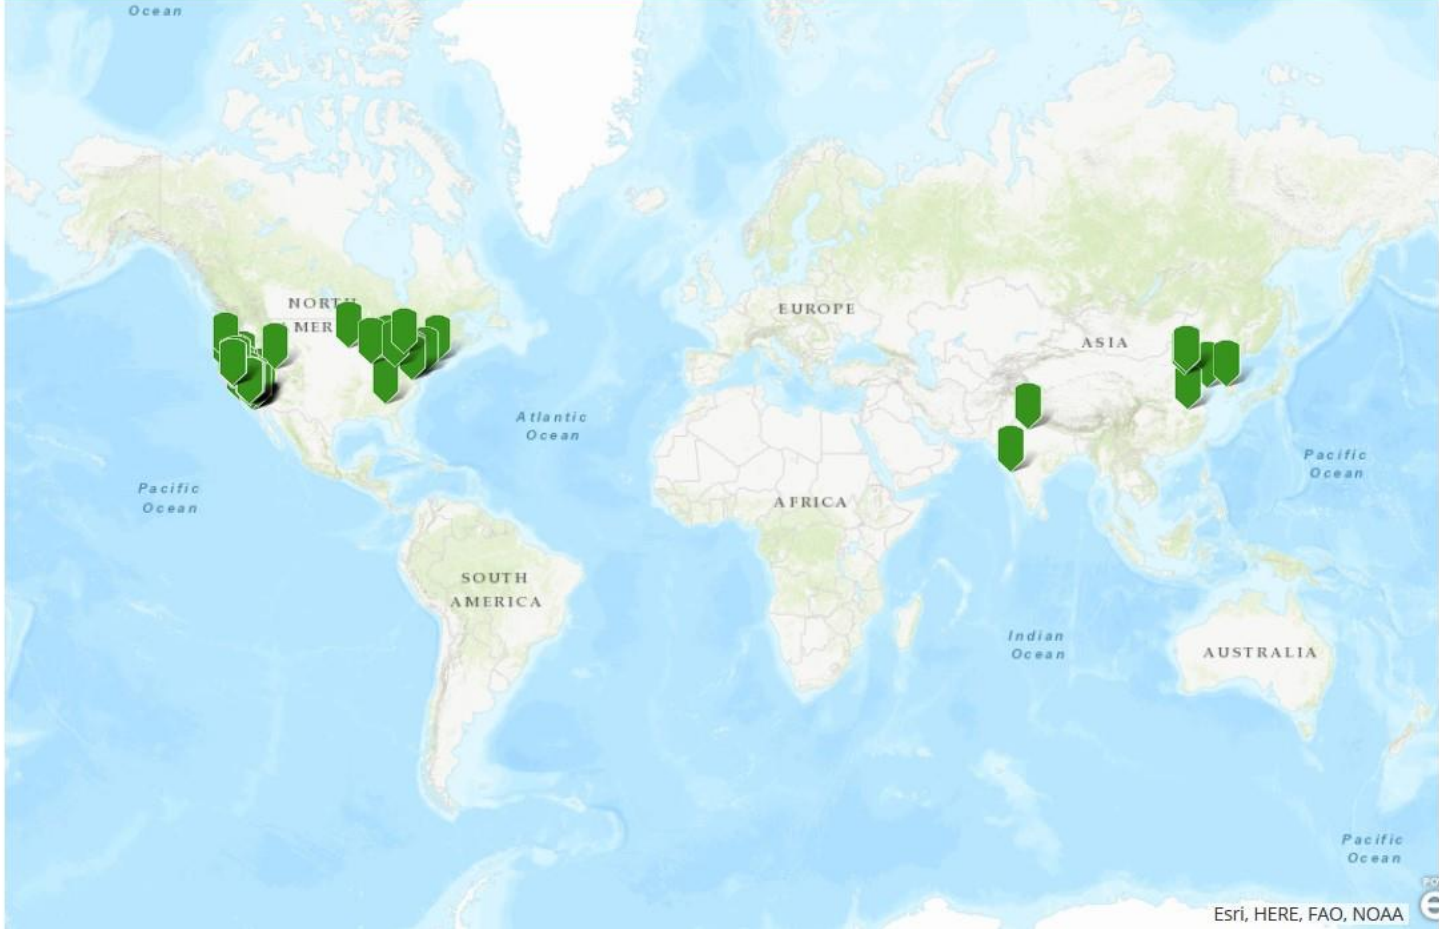 Ocean
NORTH
MER
EUROPE
ASIA
Atlantic
Ocean
Pacific
Ocean
Pacific
Ocean
AFRICA
SOUTH
AMERICA
Indian
Ocean
AUSTRALIA
Pacific
Ocean
Esri, HERE, FAO, NOAA